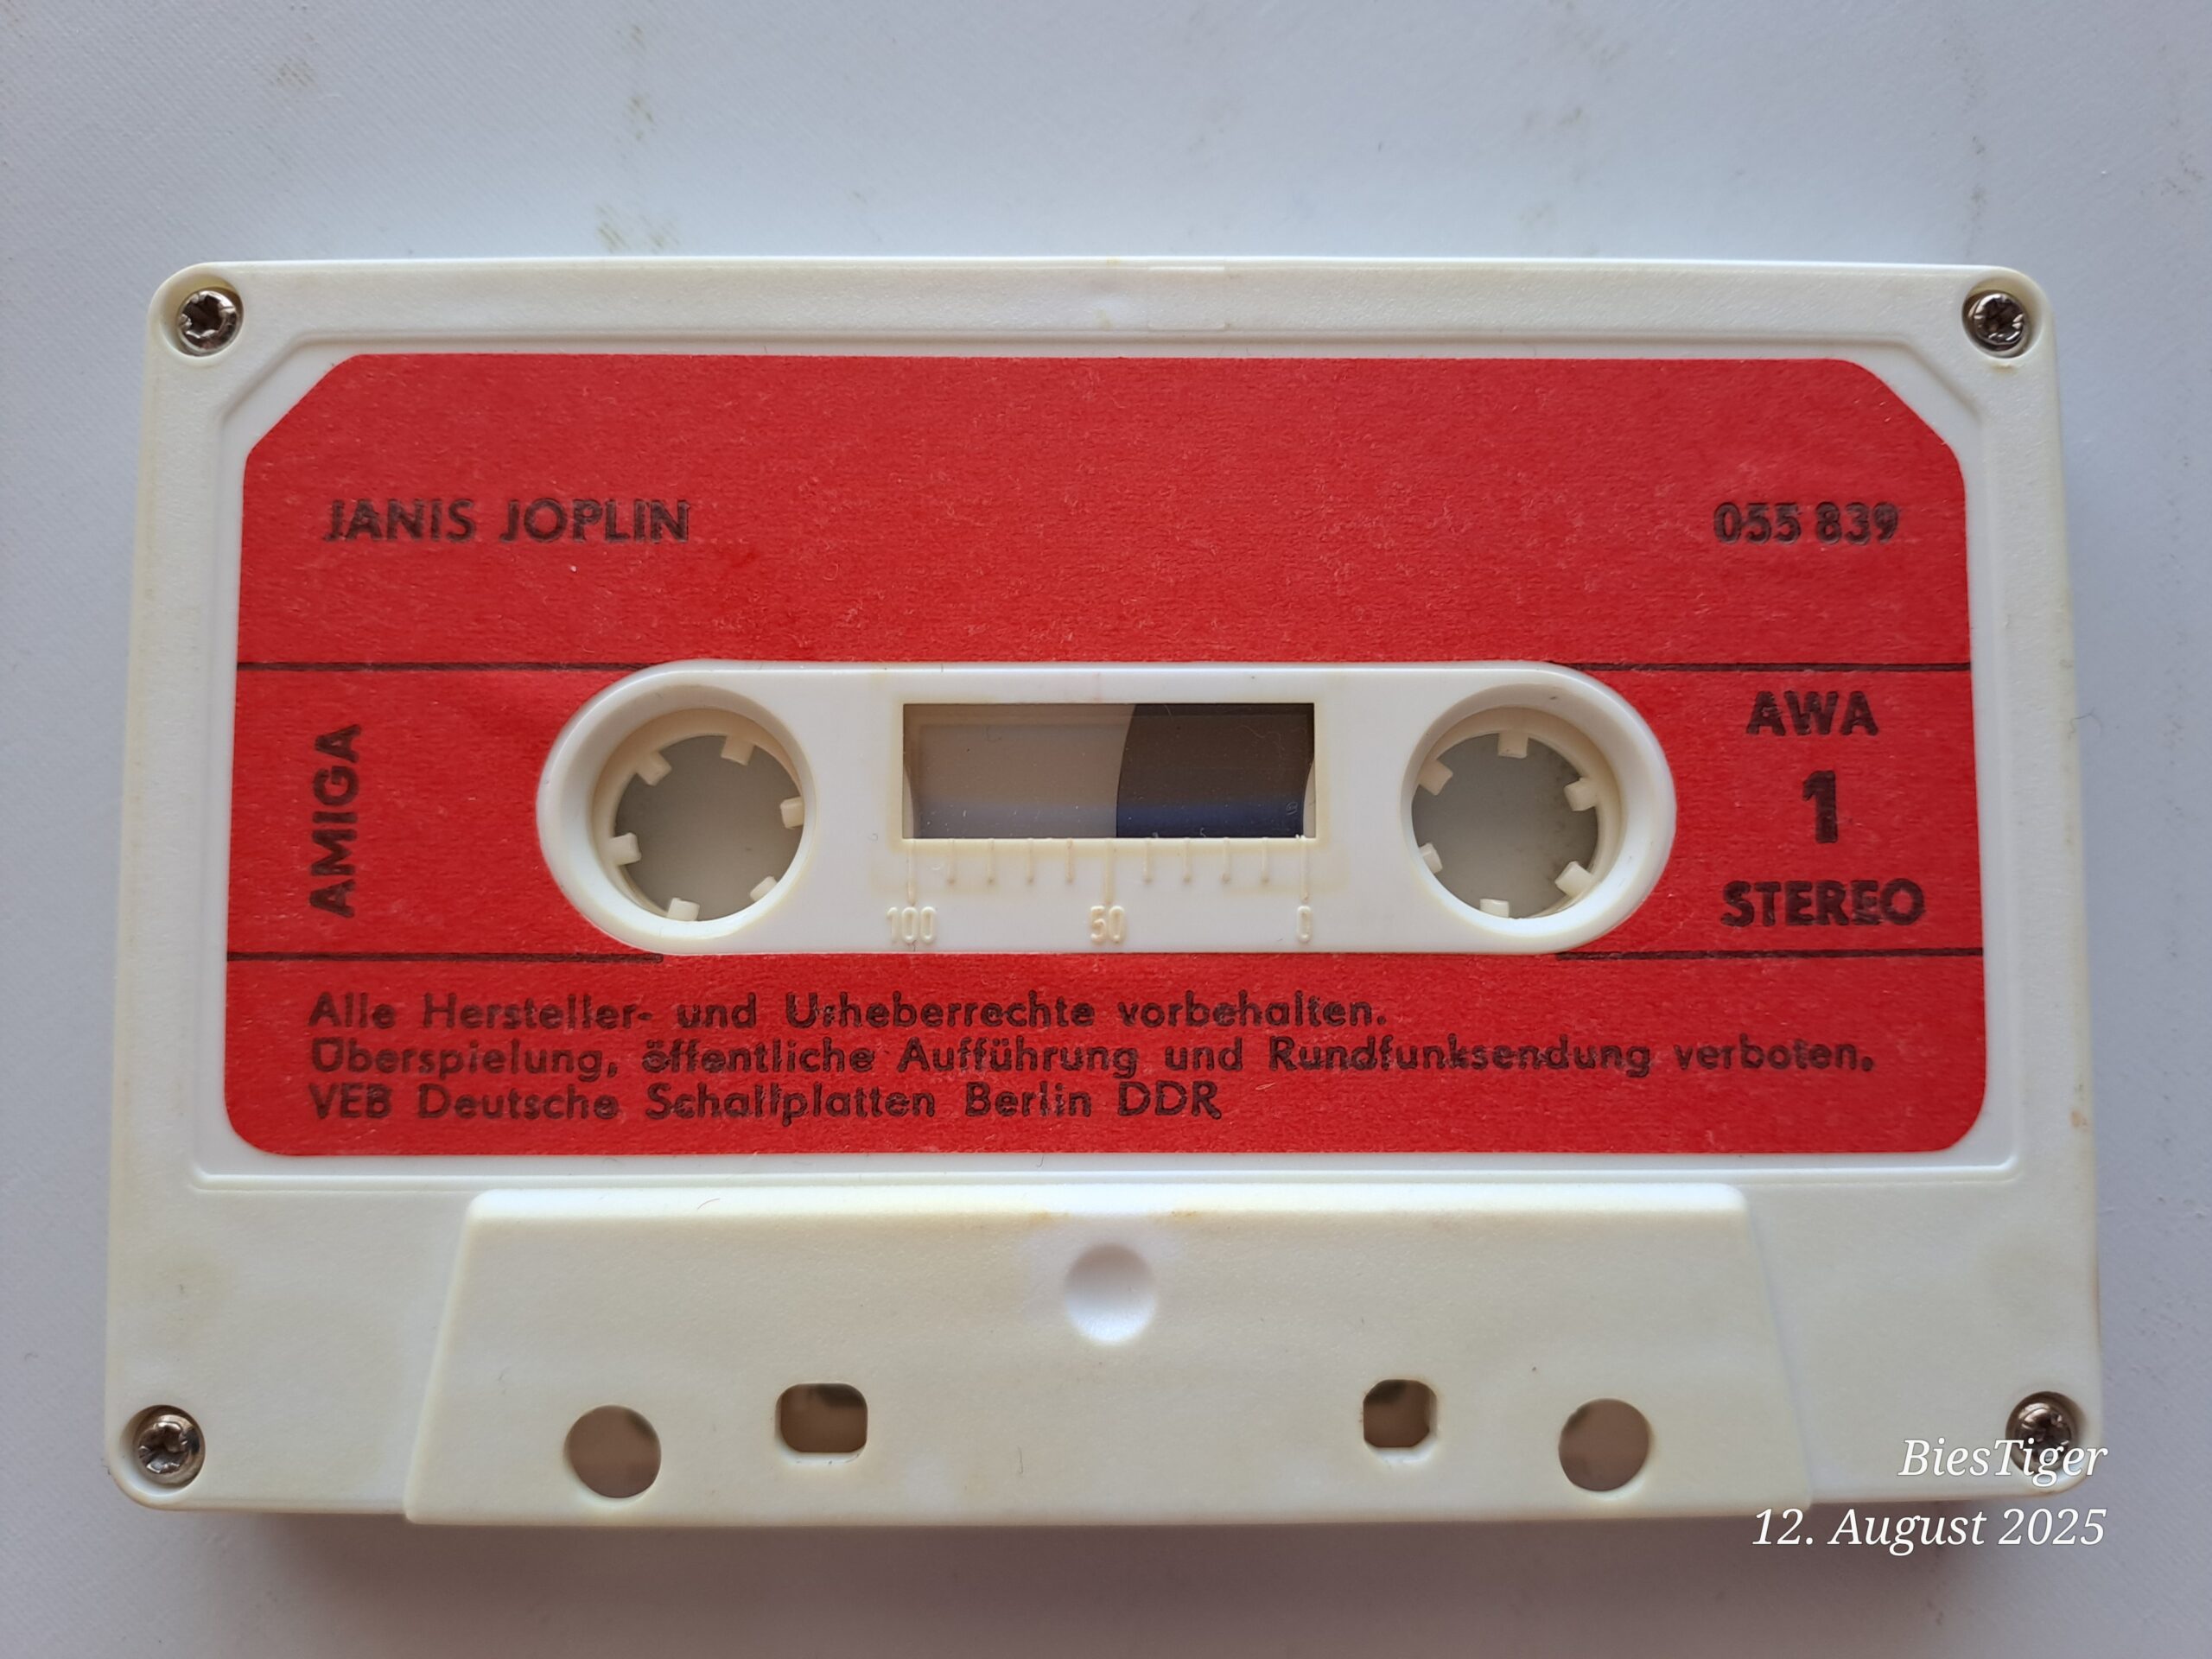 JANIS JOPLIN
055 839
AMIGA
AWA
1
STEREO
100 50 0
Alle Hersteller- und Urheberrechte vorbehalten.
Überspielung, öffentliche Aufführung und Rundfunksendung verboten.
VEB Deutsche Schallplatten Berlin DDR
BiesTiger
12. August 2025